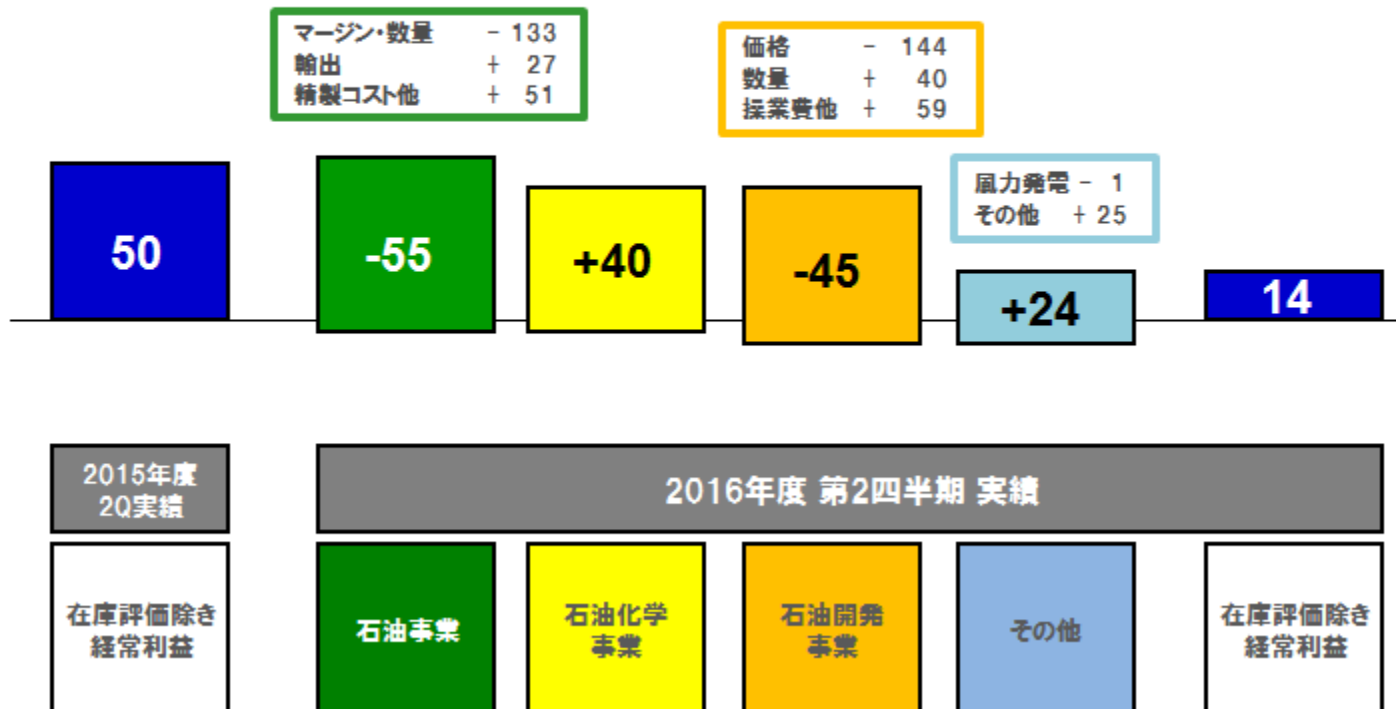 マージン・数量 - 133
輸出 + 27
精製コスト他 + 51
価格 - 144
数量 + 40
操業費他 + 59
風力発電 - 1
その他 + 25
50
-55
+40
-45
+24
14
2015年度
2Q実績
2016年度 第2四半期 実績
在庫評価除き
経常利益
石油事業
石油化学
事業
石油開発
事業
その他
在庫評価除き
経常利益